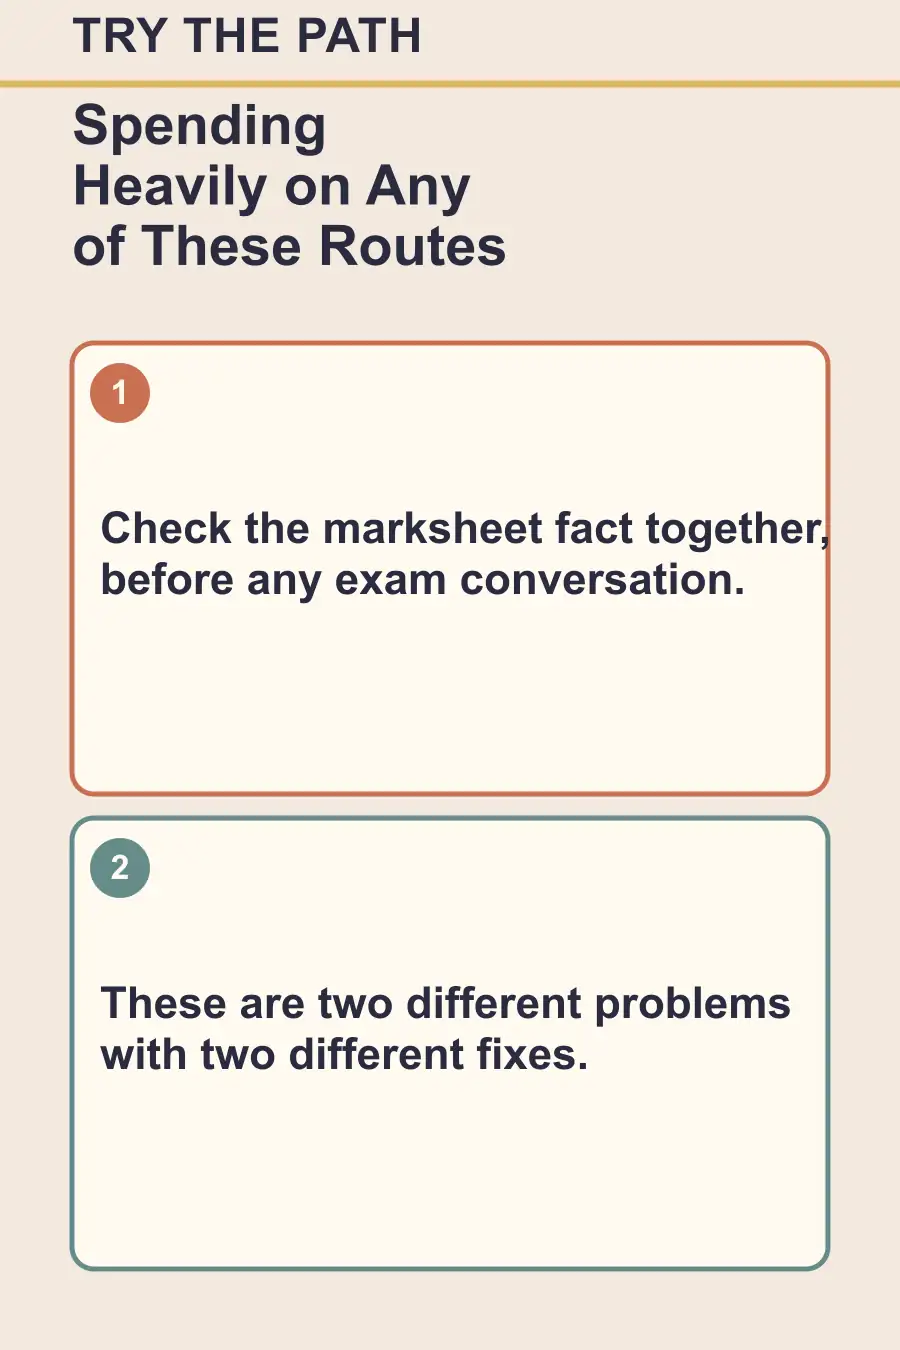 TRY THE PATH
Spending
Heavily on Any
of These Routes
1
Check the marksheet fact together,
before any exam conversation.
2
These are two different problems
with two different fixes.